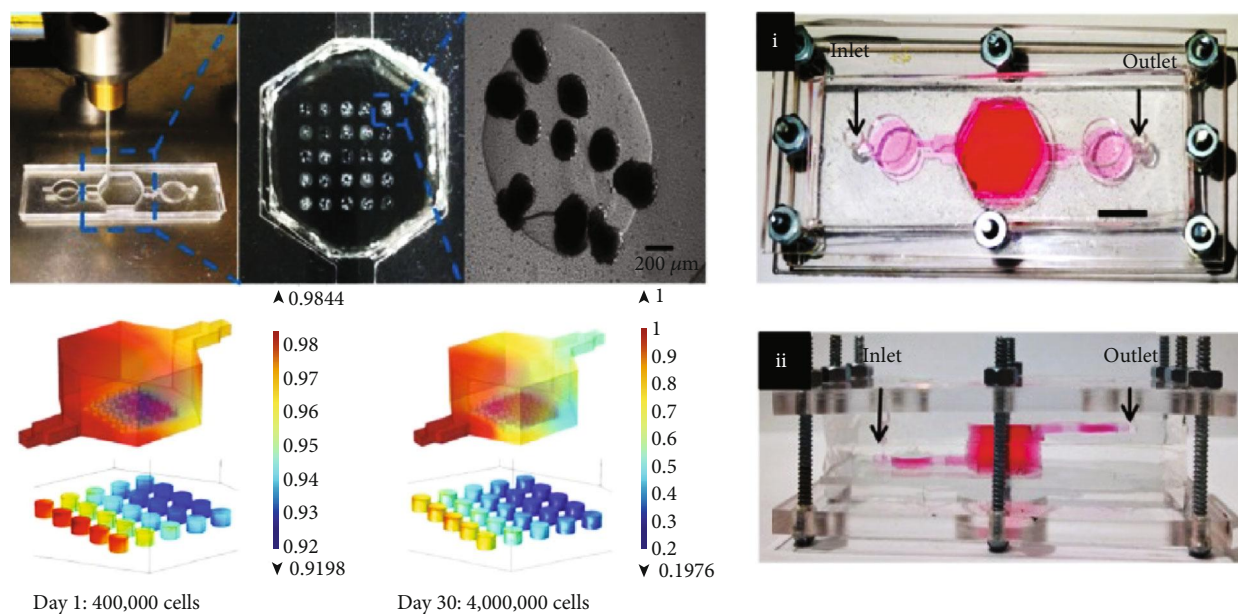 200 μm
i
Inlet
Outlet
0.9844
0.98
0.97
0.96
0.95
0.94
0.93
0.92
0.9198
1
1
0.9
0.8
0.7
0.6
0.5
0.4
0.3
0.2
0.1976
ii
Inlet
Outlet
Day 1: 400,000 cells
Day 30: 4,000,000 cells